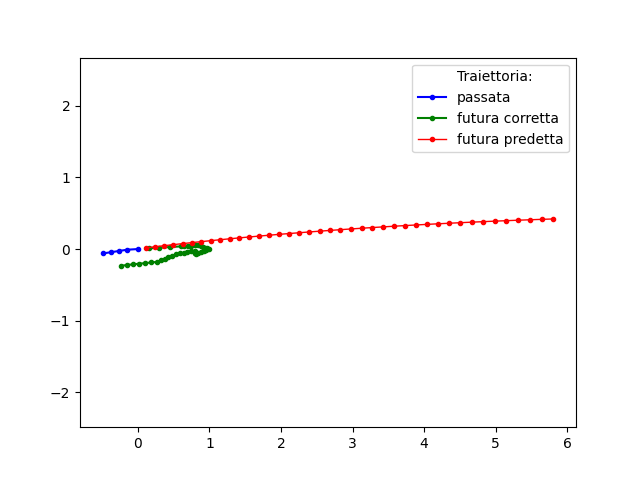 Traiettoria:
passata
futura corretta
futura predetta
2
1
0
−1
−2
0 1 2 3 4 5 6